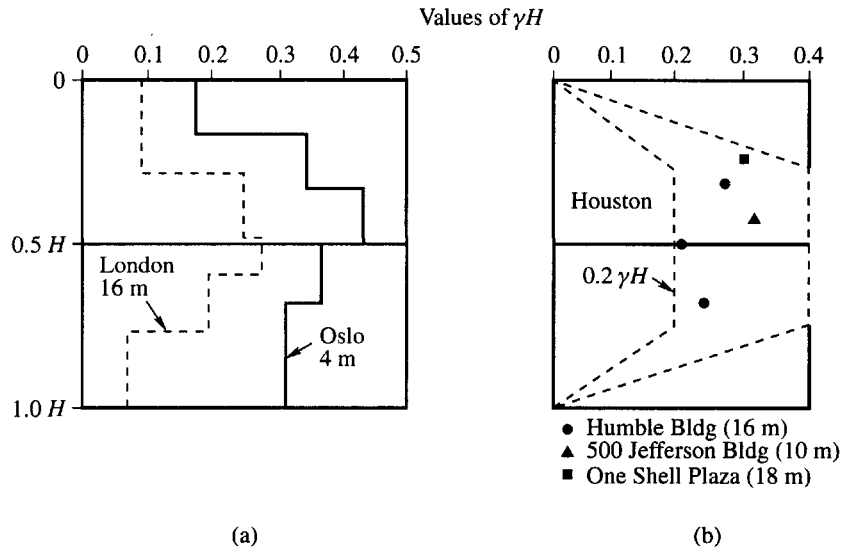 Values of γH
0 0.1 0.2 0.3 0.4 0.5
0 0.1 0.2 0.3 0.4
0
0.5 H
1.0 H
London
16 m
Oslo
4 m
Houston
0.2 γH
● Humble Bldg (16 m)
▲ 500 Jefferson Bldg (10 m)
■ One Shell Plaza (18 m)
(a)
(b)